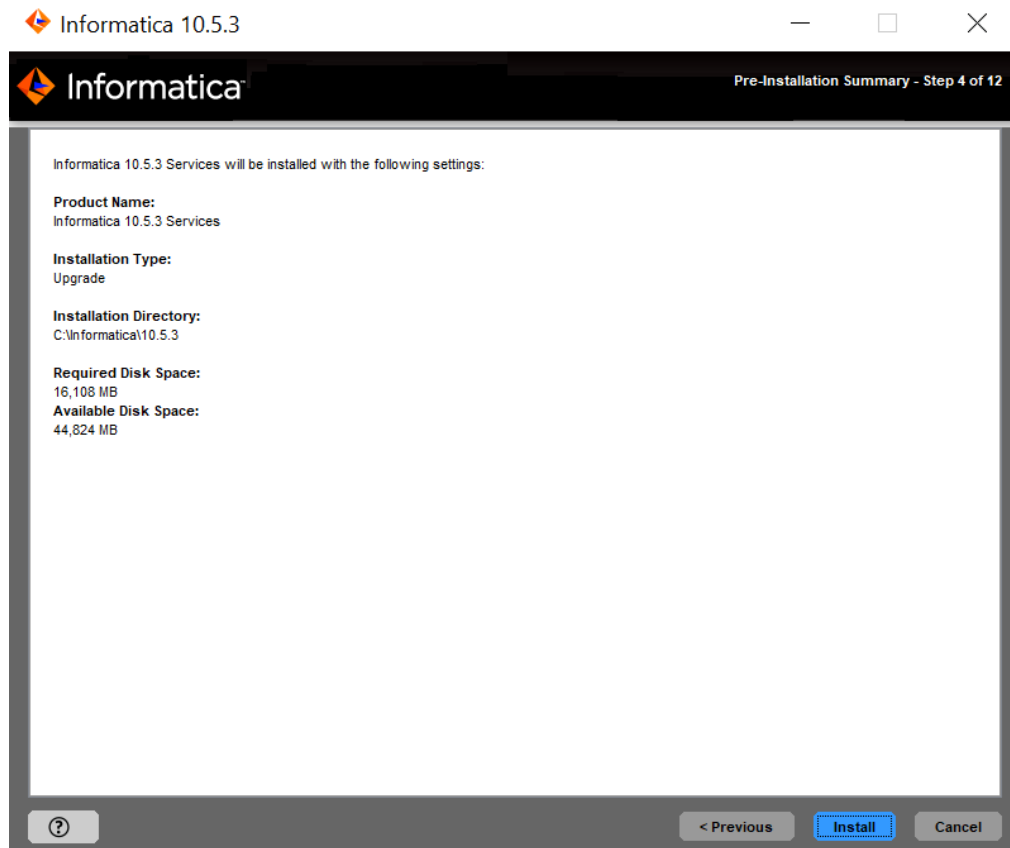 Informatica 10.5.3
Informatica
Pre-Installation Summary - Step 4 of 12
Informatica 10.5.3 Services will be installed with the following settings:
Product Name:
Informatica 10.5.3 Services
Installation Type:
Upgrade
Installation Directory:
C:\Informatica\10.5.3
Required Disk Space:
16,108 MB
Available Disk Space:
44,824 MB
?
< Previous
Install
Cancel